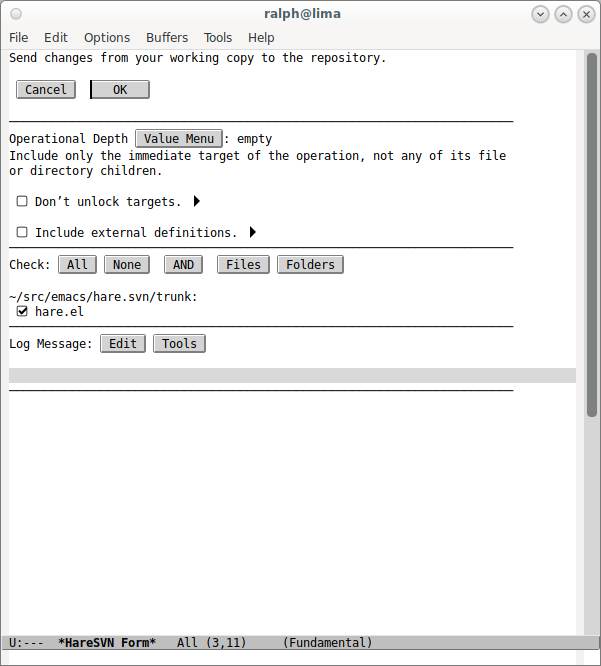 ralph@lima
File Edit Options Buffers Tools Help
Send changes from your working copy to the repository.
Cancel OK
Operational Depth Value Menu: empty
Include only the immediate target of the operation, not any of its file
or directory children.
Don’t unlock targets.
Include external definitions.
Check: All None AND Files Folders
~/src/emacs/hare.svn/trunk:
hare.el
Log Message: Edit Tools
U:--- *HareSVN Form* All (3,11) (Fundamental)